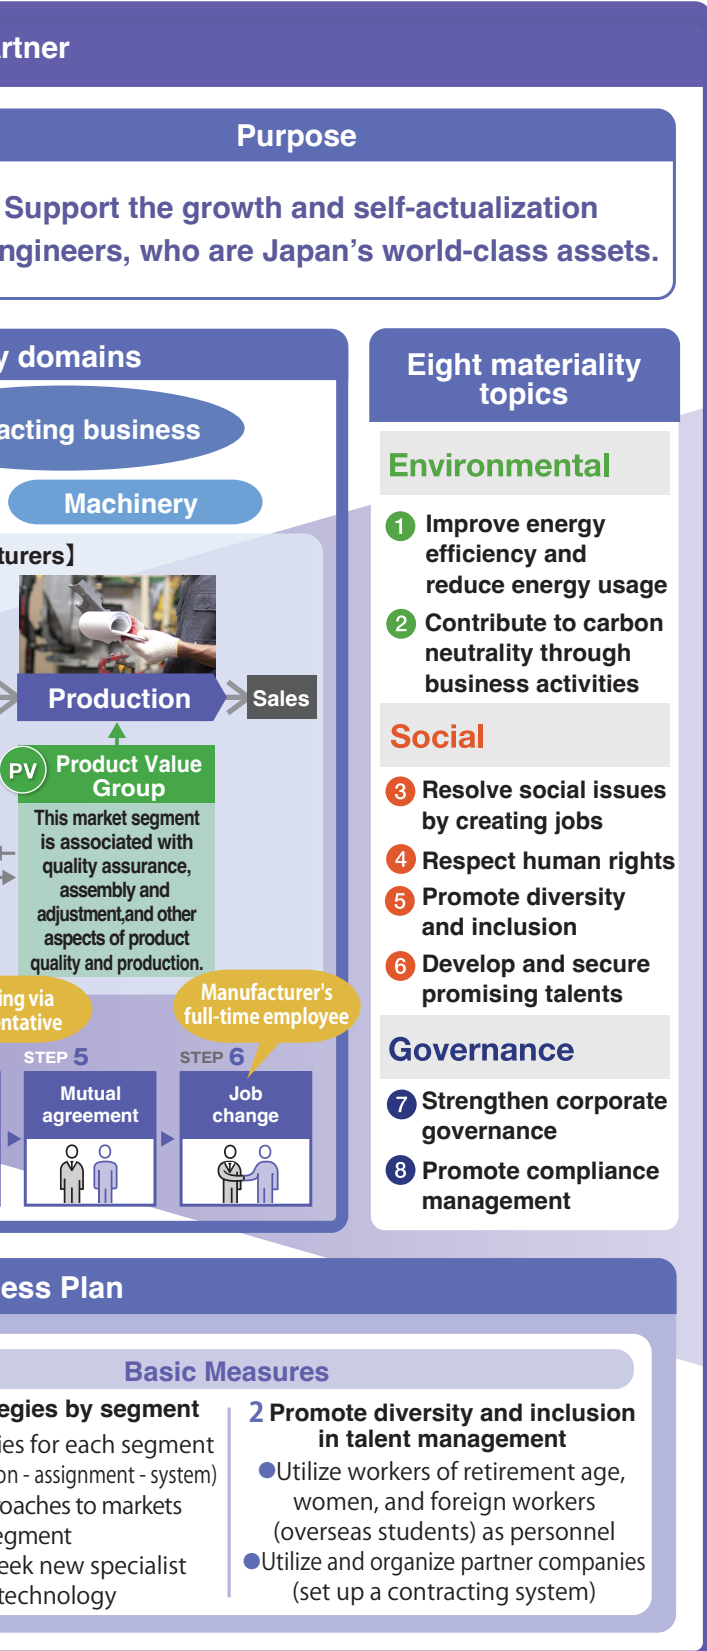 rtner
Purpose
Support the growth and self-actualization
ngineers, who are Japan's world-class assets.
y domains
acting business
Machinery
turers】
Production
Sales
PV
Product Value
Group
This market segment
is associated with
quality assurance,
assembly and
adjustment,and other
aspects of product
quality and production.
ing via
entative
Manufacturer's
full-time employee
STEP 5
Mutual
agreement
STEP 6
Job
change
Eight materiality
topics
Environmental
1 Improve energy
efficiency and
reduce energy usage
2 Contribute to carbon
neutrality through
business activities
Social
3 Resolve social issues
by creating jobs
4 Respect human rights
5 Promote diversity
and inclusion
6 Develop and secure
promising talents
Governance
7 Strengthen corporate
governance
8 Promote compliance
management
ess Plan
Basic Measures
egies by segment
ies for each segment
on - assignment - system)
roaches to markets
egment
eek new specialist
technology
2 Promote diversity and inclusion
in talent management
●Utilize workers of retirement age,
women, and foreign workers
(overseas students) as personnel
●Utilize and organize partner companies
(set up a contracting system)